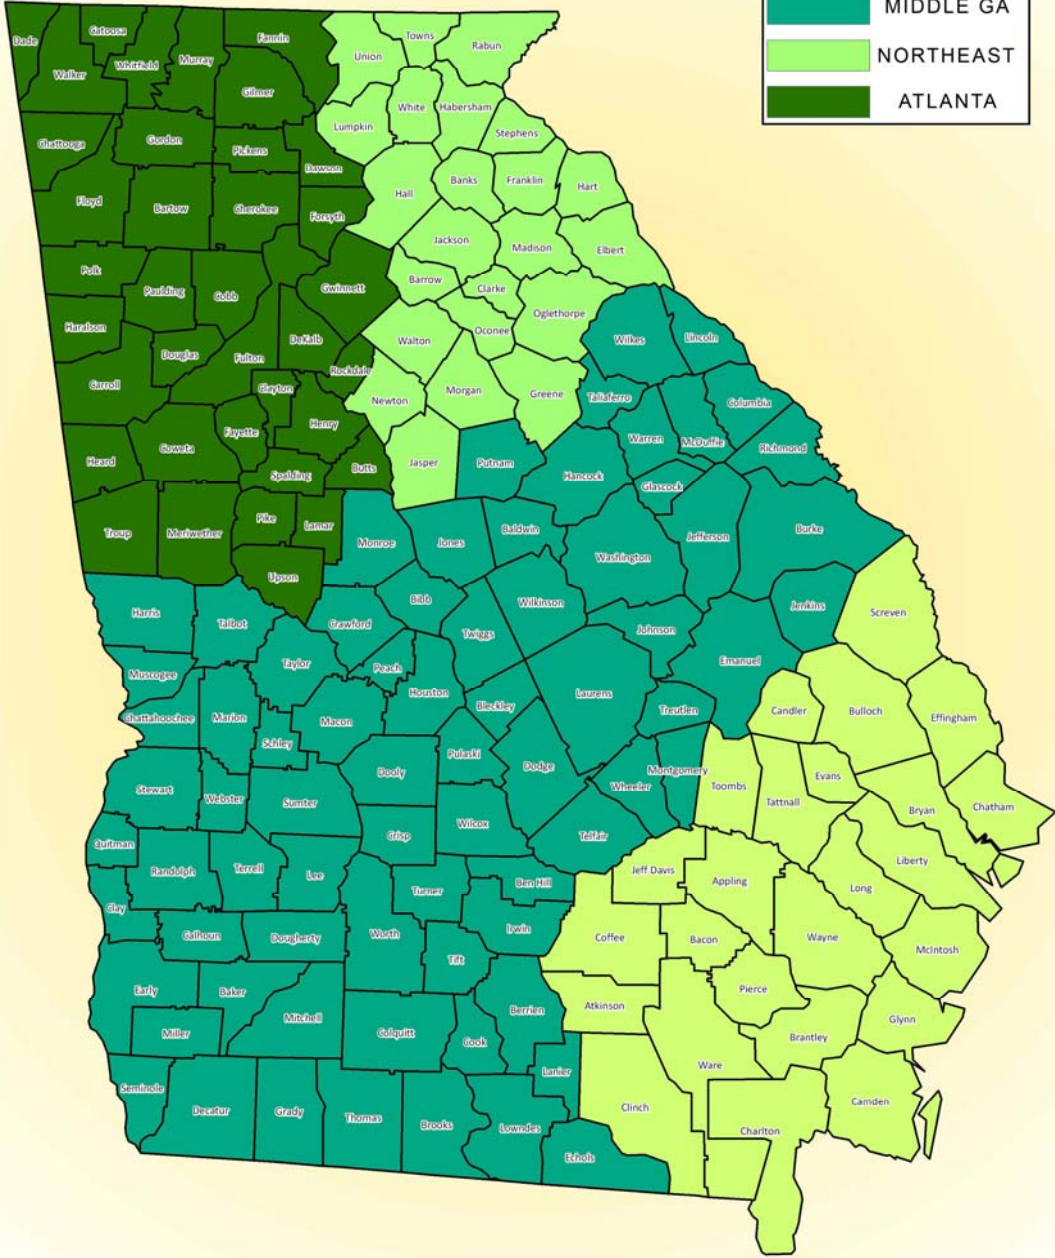 MIDDLE GA
NORTHEAST
ATLANTA
Dade
Catoosa
Fannin
Towns
Rabun
Union
Walker
Whitfield
Murray
Gilmer
White
Habersham
Lumpkin
Stephens
Chattooga
Gordon
Pickens
Dawson
Banks
Franklin
Hart
Hall
Floyd
Bartow
Cherokee
Forsyth
Jackson
Madison
Elbert
Polk
Paulding
Cobb
Gwinnett
Barrow
Clarke
Oglethorpe
Haralson
Douglas
Fulton
DeKalb
Walton
Oconee
Wilkes
Lincoln
Carroll
Clayton
Rockdale
Newton
Morgan
Greene
Taliaferro
Columbia
Heard
Coweta
Fayette
Henry
Spalding
Butts
Jasper
Putnam
Hancock
Warren
McDuffie
Richmond
Glascock
Troup
Meriwether
Pike
Lamar
Monroe
Jones
Baldwin
Washington
Jefferson
Burke
Upson
Harris
Talbot
Crawford
Bibb
Twiggs
Wilkinson
Johnson
Jenkins
Screven
Muscogee
Taylor
Peach
Houston
Emanuel
Chattahoochee
Marion
Macon
Bleckley
Laurens
Treutlen
Candler
Bulloch
Effingham
Schley
Pulaski
Dodge
Montgomery
Stewart
Webster
Sumter
Dooly
Wheeler
Toombs
Tattnall
Evans
Bryan
Chatham
Quitman
Crisp
Wilcox
Telfair
Randolph
Terrell
Lee
Turner
Ben Hill
Jeff Davis
Appling
Long
Liberty
Clay
Calhoun
Dougherty
Worth
Tift
Irwin
Coffee
Bacon
Wayne
McIntosh
Early
Baker
Mitchell
Miller
Colquitt
Cook
Berrien
Atkinson
Pierce
Glynn
Brantley
Ware
Seminole
Decatur
Grady
Thomas
Brooks
Lowndes
Lanier
Clinch
Charlton
Camden
Echols